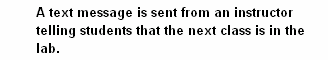 A text message is sent from an instructor
telling students that the next class is in the
lab.